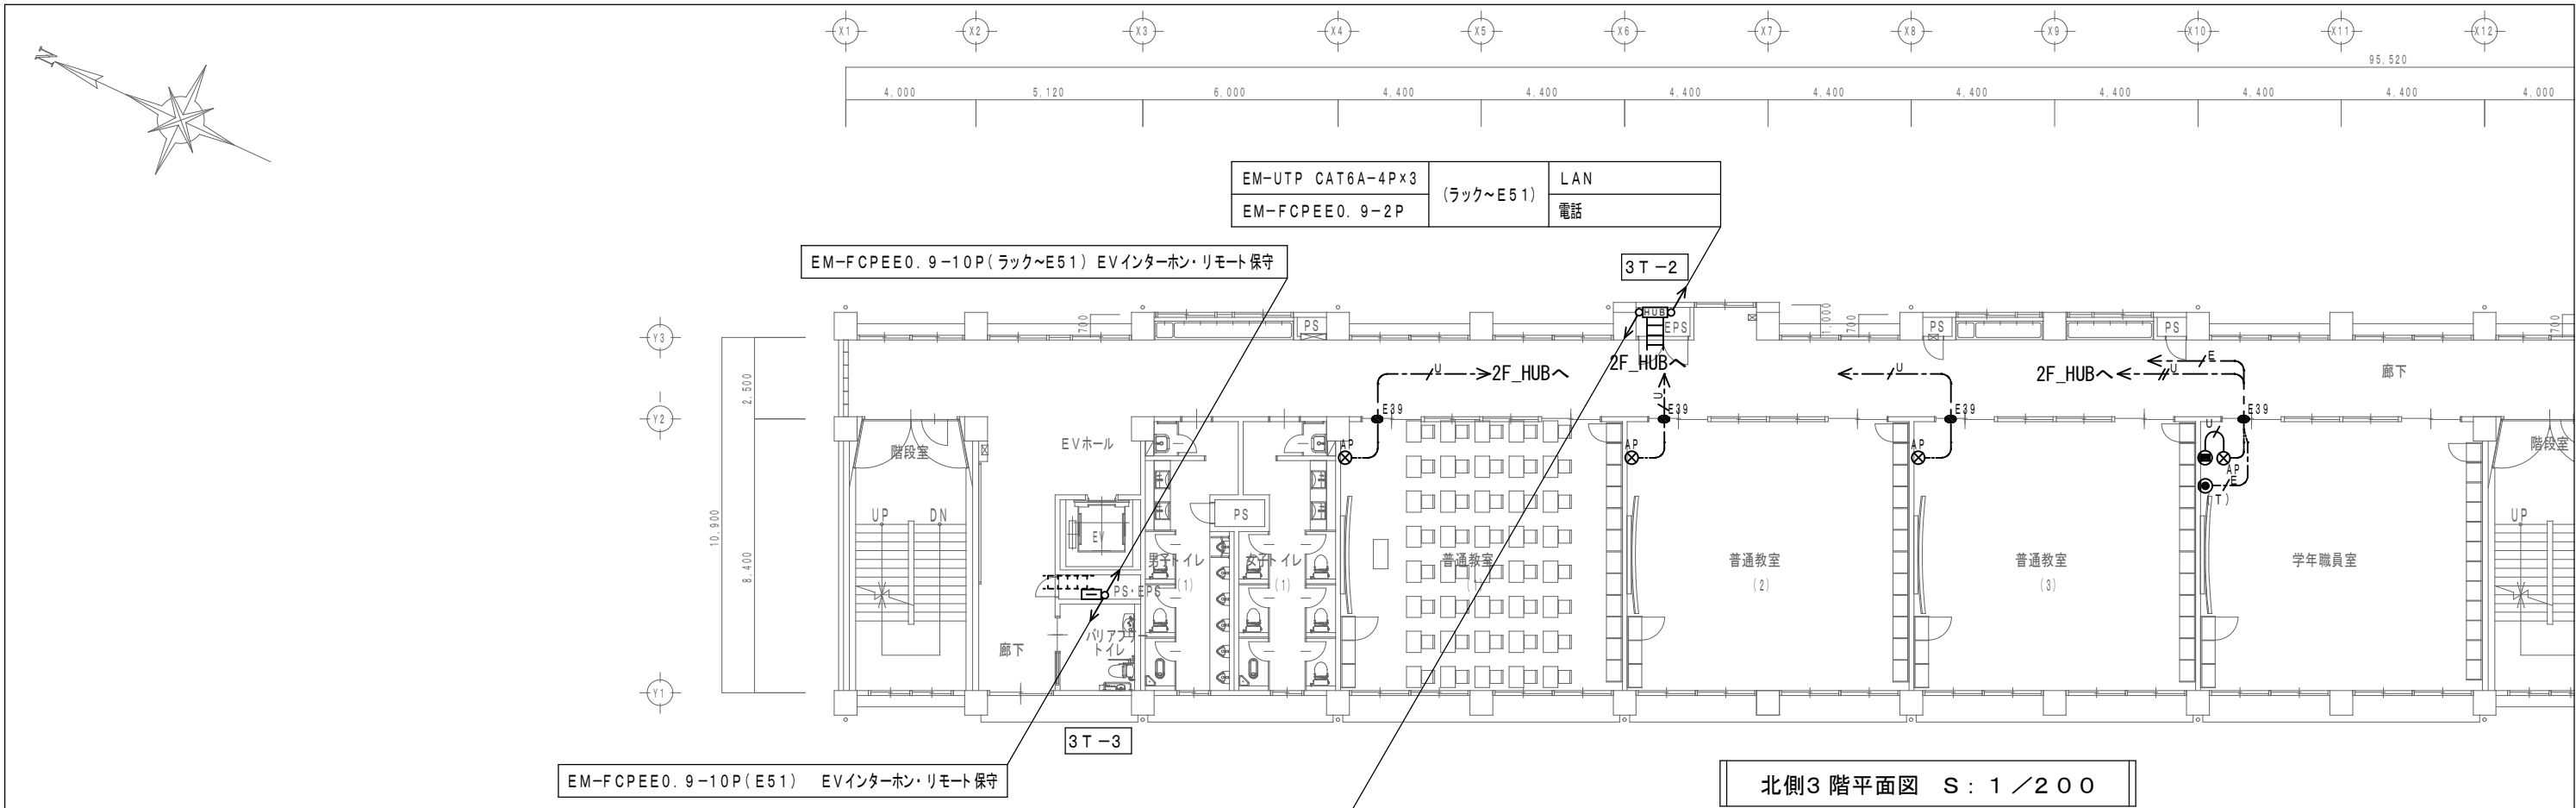 X1 X2 X3 X4 X5 X6 X7 X8 X9 X10 X11 X12
N
95,520
4,000 5,120 6,000 4,400 4,400 4,400 4,400 4,400 4,400 4,400 4,400 4,000
EM-UTP CAT6A-4P×3 (ラック~E51) LAN
EM-FCPEE0.9-2P 電話
EM-FCPEE0.9-10P(ラック~E51) EVインターホン・リモート保守
3T-2
700 PS HUB EPS 1,000 700 PS PS 700
Y3
2F_HUBへ
U 2F_HUBへ U U 2F_HUBへ U E 廊下
2,500
Y2
E39 E39 E39 E39
階段室 EVホール AP AP AP U AP 階段室
E
(T)
UP DN PS UP
10,900
8,400
EV
男子トイレ 女子トイレ 普通教室 普通教室 普通教室 学年職員室
(1) (1) (2) (3)
PS・EPS
バリアフリー
トイレ
廊下
Y1
3T-3
EM-FCPEE0.9-10P(E51) EVインターホン・リモート保守
北側3階平面図 S:1/200